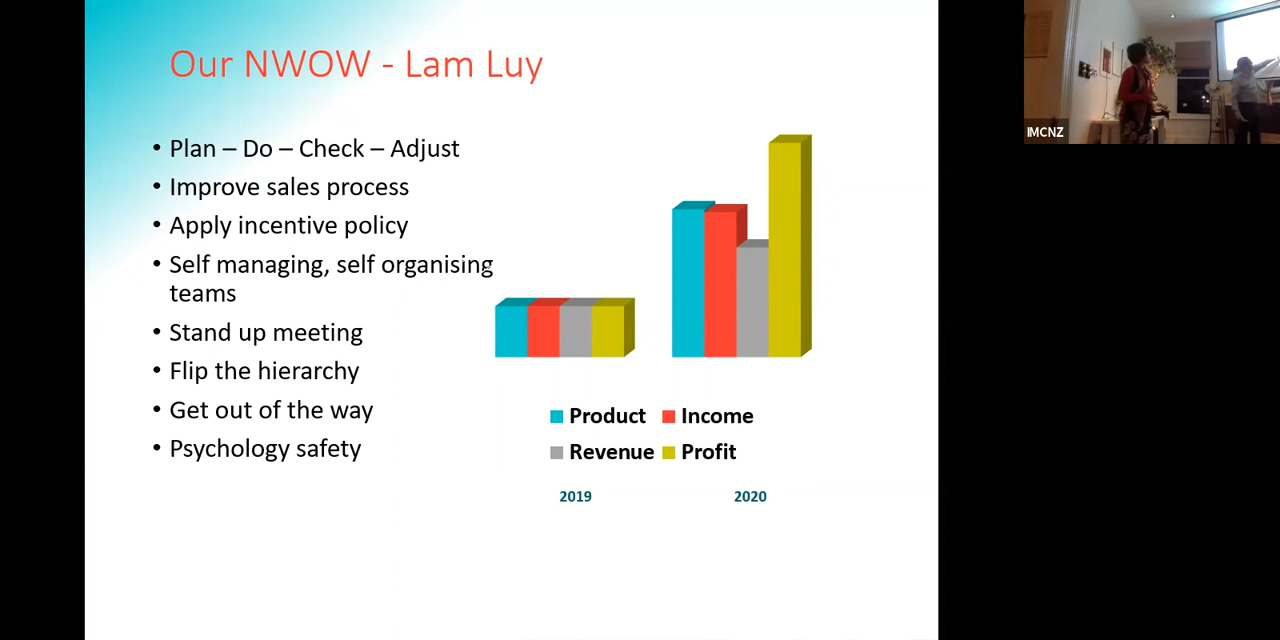 Our NWOW - Lam Luy
• Plan – Do – Check – Adjust
• Improve sales process
• Apply incentive policy
• Self managing, self organising
teams
• Stand up meeting
• Flip the hierarchy
• Get out of the way
• Psychology safety
Product Income
Revenue Profit
2019 2020
IMCNZ